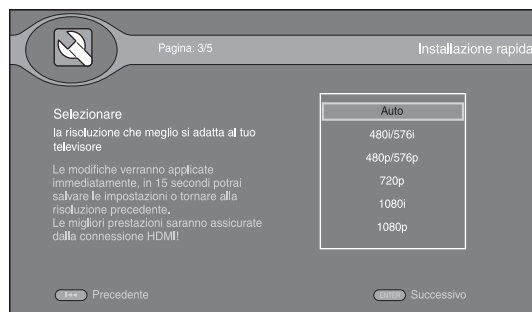 Pagina: 3/5
Installazione rapida
Selezionare
la risoluzione che meglio si adatta al tuo
televisore
Le modifiche verranno applicate
immediatamente, in 15 secondi potrai
salvare le impostazioni o tornare alla
risoluzione precedente.
Le migliori prestazioni saranno assicurate
dalla connessione HDMI!
Auto
480i/576i
480p/576p
720p
1080i
1080p
Precedente
ENTER Successivo